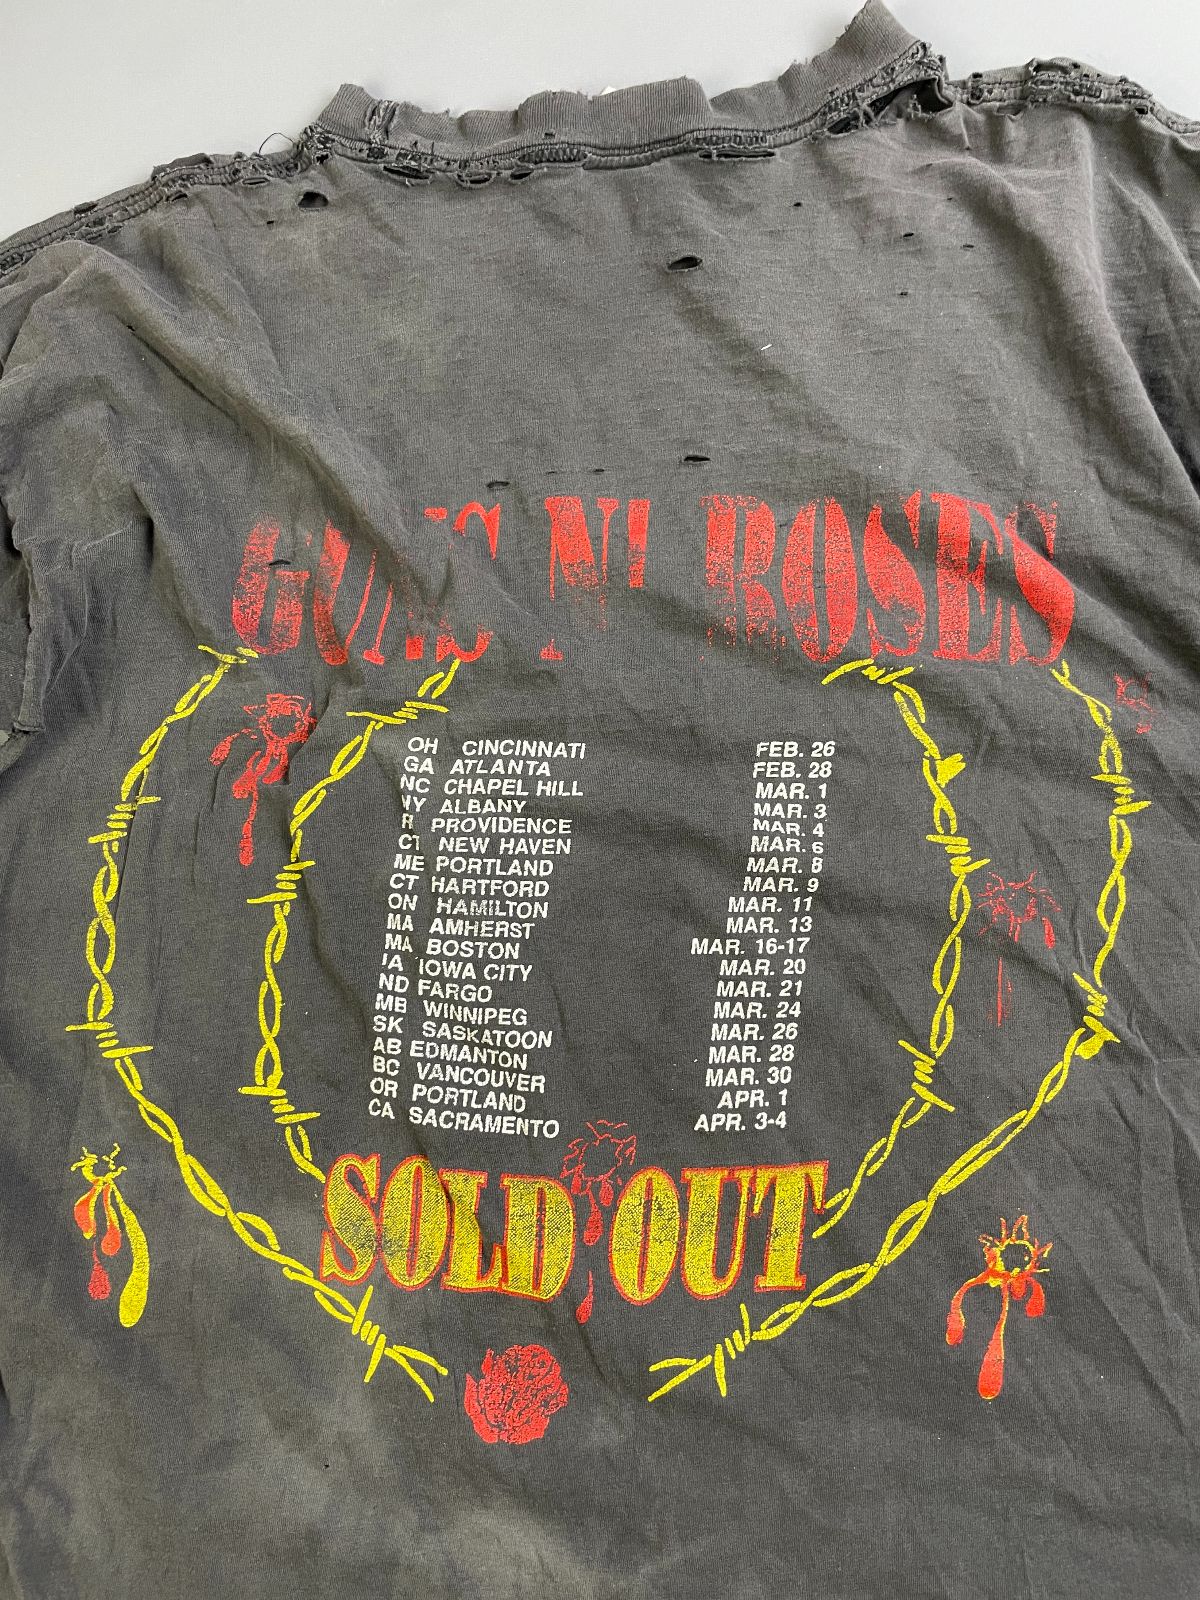 GUNS N' ROSES
OH CINCINNATI FEB. 26
GA ATLANTA FEB. 28
NC CHAPEL HILL MAR. 1
NY ALBANY MAR. 3
R PROVIDENCE MAR. 4
CT NEW HAVEN MAR. 6
ME PORTLAND MAR. 8
CT HARTFORD MAR. 9
ON HAMILTON MAR. 11
MA AMHERST MAR. 13
MA BOSTON MAR. 16-17
IA IOWA CITY MAR. 20
ND FARGO MAR. 21
MB WINNIPEG MAR. 24
SK SASKATOON MAR. 26
AB EDMANTON MAR. 28
BC VANCOUVER MAR. 30
OR PORTLAND APR. 1
CA SACRAMENTO APR. 3-4
SOLD OUT